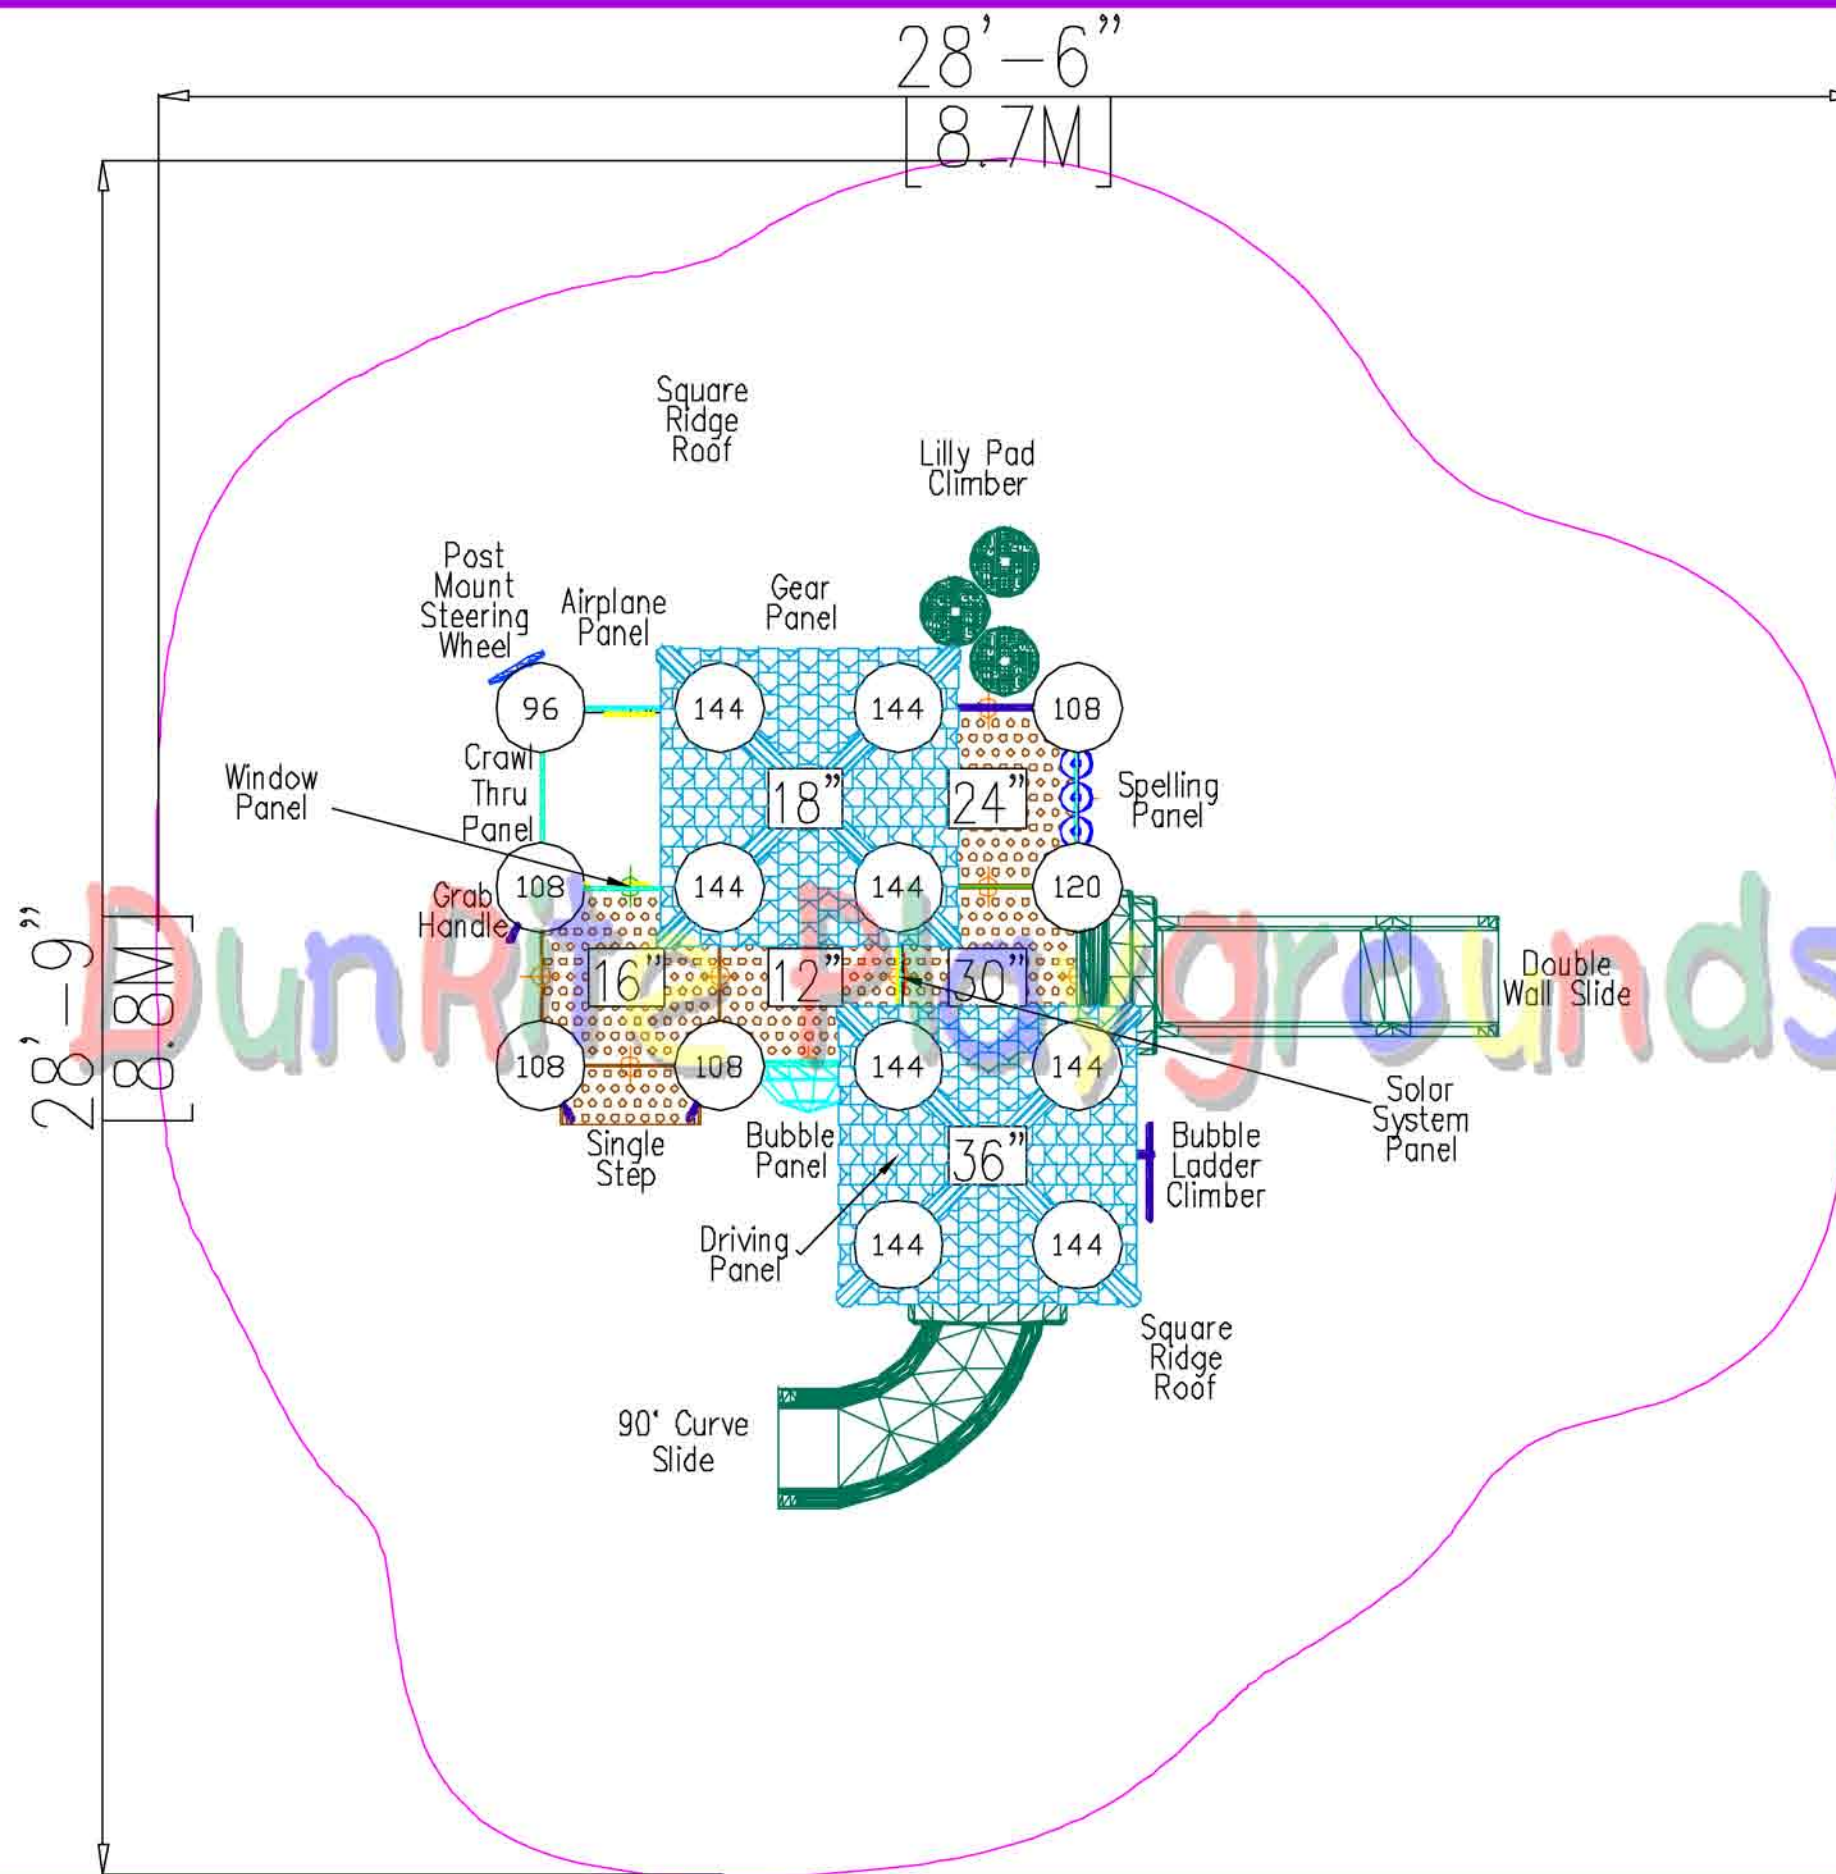 28'-6"
[8.7M]
Square
Ridge
Roof
Lilly Pad
Climber
Post
Mount
Steering
Wheel
Airplane
Panel
Gear
Panel
96
144
144
108
Crawl
Thru
Panel
Window
Panel
18"
24"
Spelling
Panel
108
144
144
120
Grab
Handle
28'-9"
[8.8M]
DunRite Playgrounds
16"
12"
30"
Double
Wall Slide
108
108
144
144
Solar
System
Panel
Single
Step
Bubble
Panel
36"
Bubble
Ladder
Climber
Driving
Panel
144
144
Square
Ridge
Roof
90° Curve
Slide